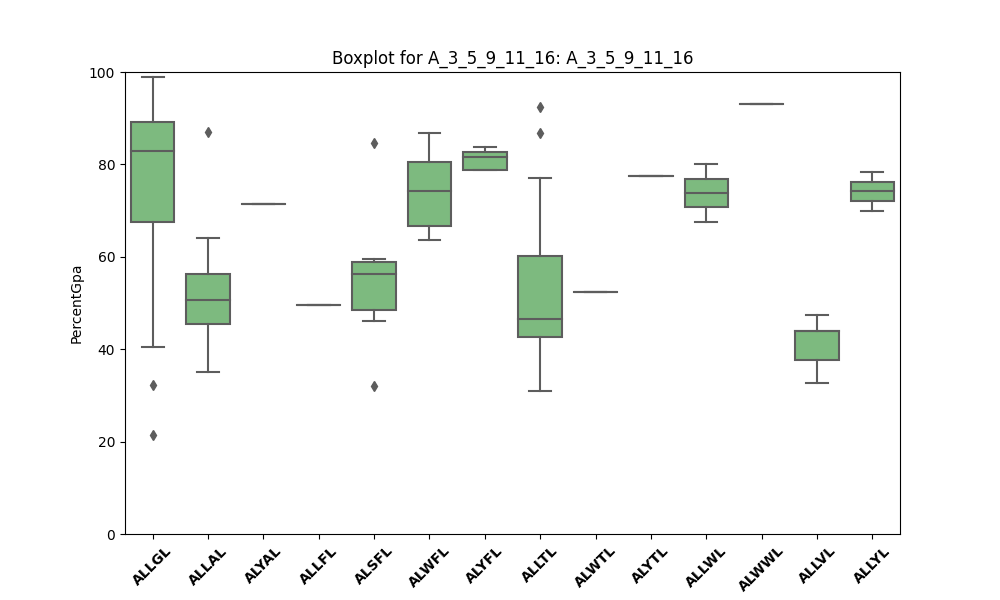 Boxplot for A_3_5_9_11_16: A_3_5_9_11_16
100
80
60
40
20
0
PercentGpa
ALLGL
ALLAL
ALYAL
ALLFL
ALSFL
ALWFL
ALYFL
ALLTL
ALWTL
ALYTL
ALLWL
ALWWL
ALLVL
ALLYL